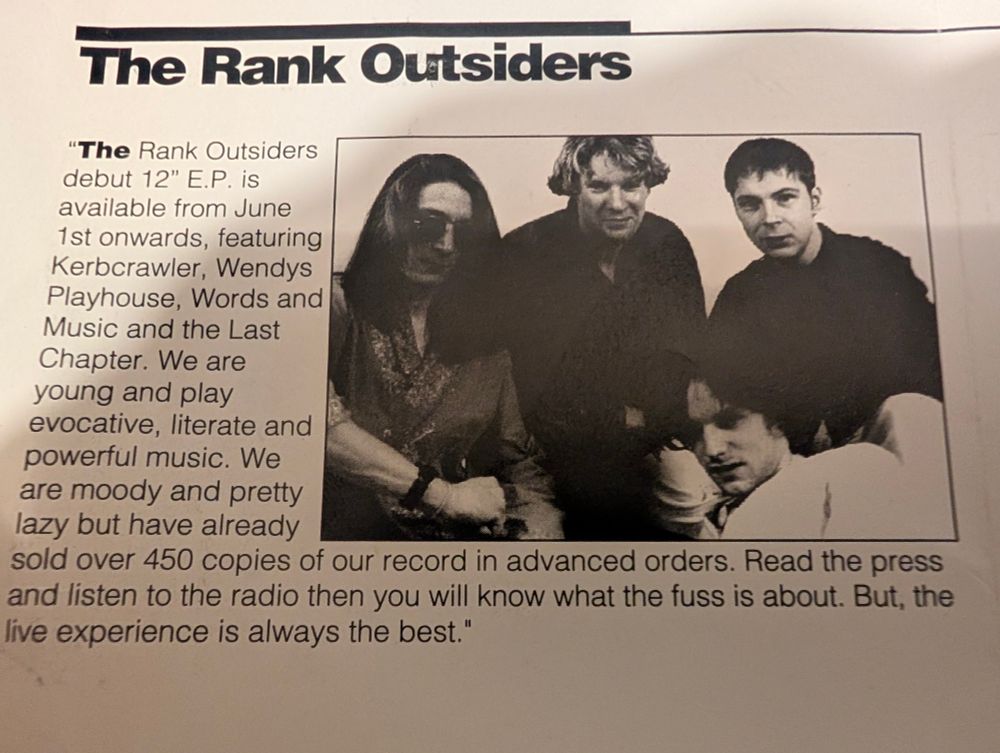 The Rank Outsiders
"The Rank Outsiders
debut 12" E.P. is
available from June
1st onwards, featuring
Kerbcrawler, Wendys
Playhouse, Words and
Music and the Last
Chapter. We are
young and play
evocative, literate and
powerful music. We
are moody and pretty
lazy but have already
sold over 450 copies of our record in advanced orders. Read the press
and listen to the radio then you will know what the fuss is about. But, the
live experience is always the best."